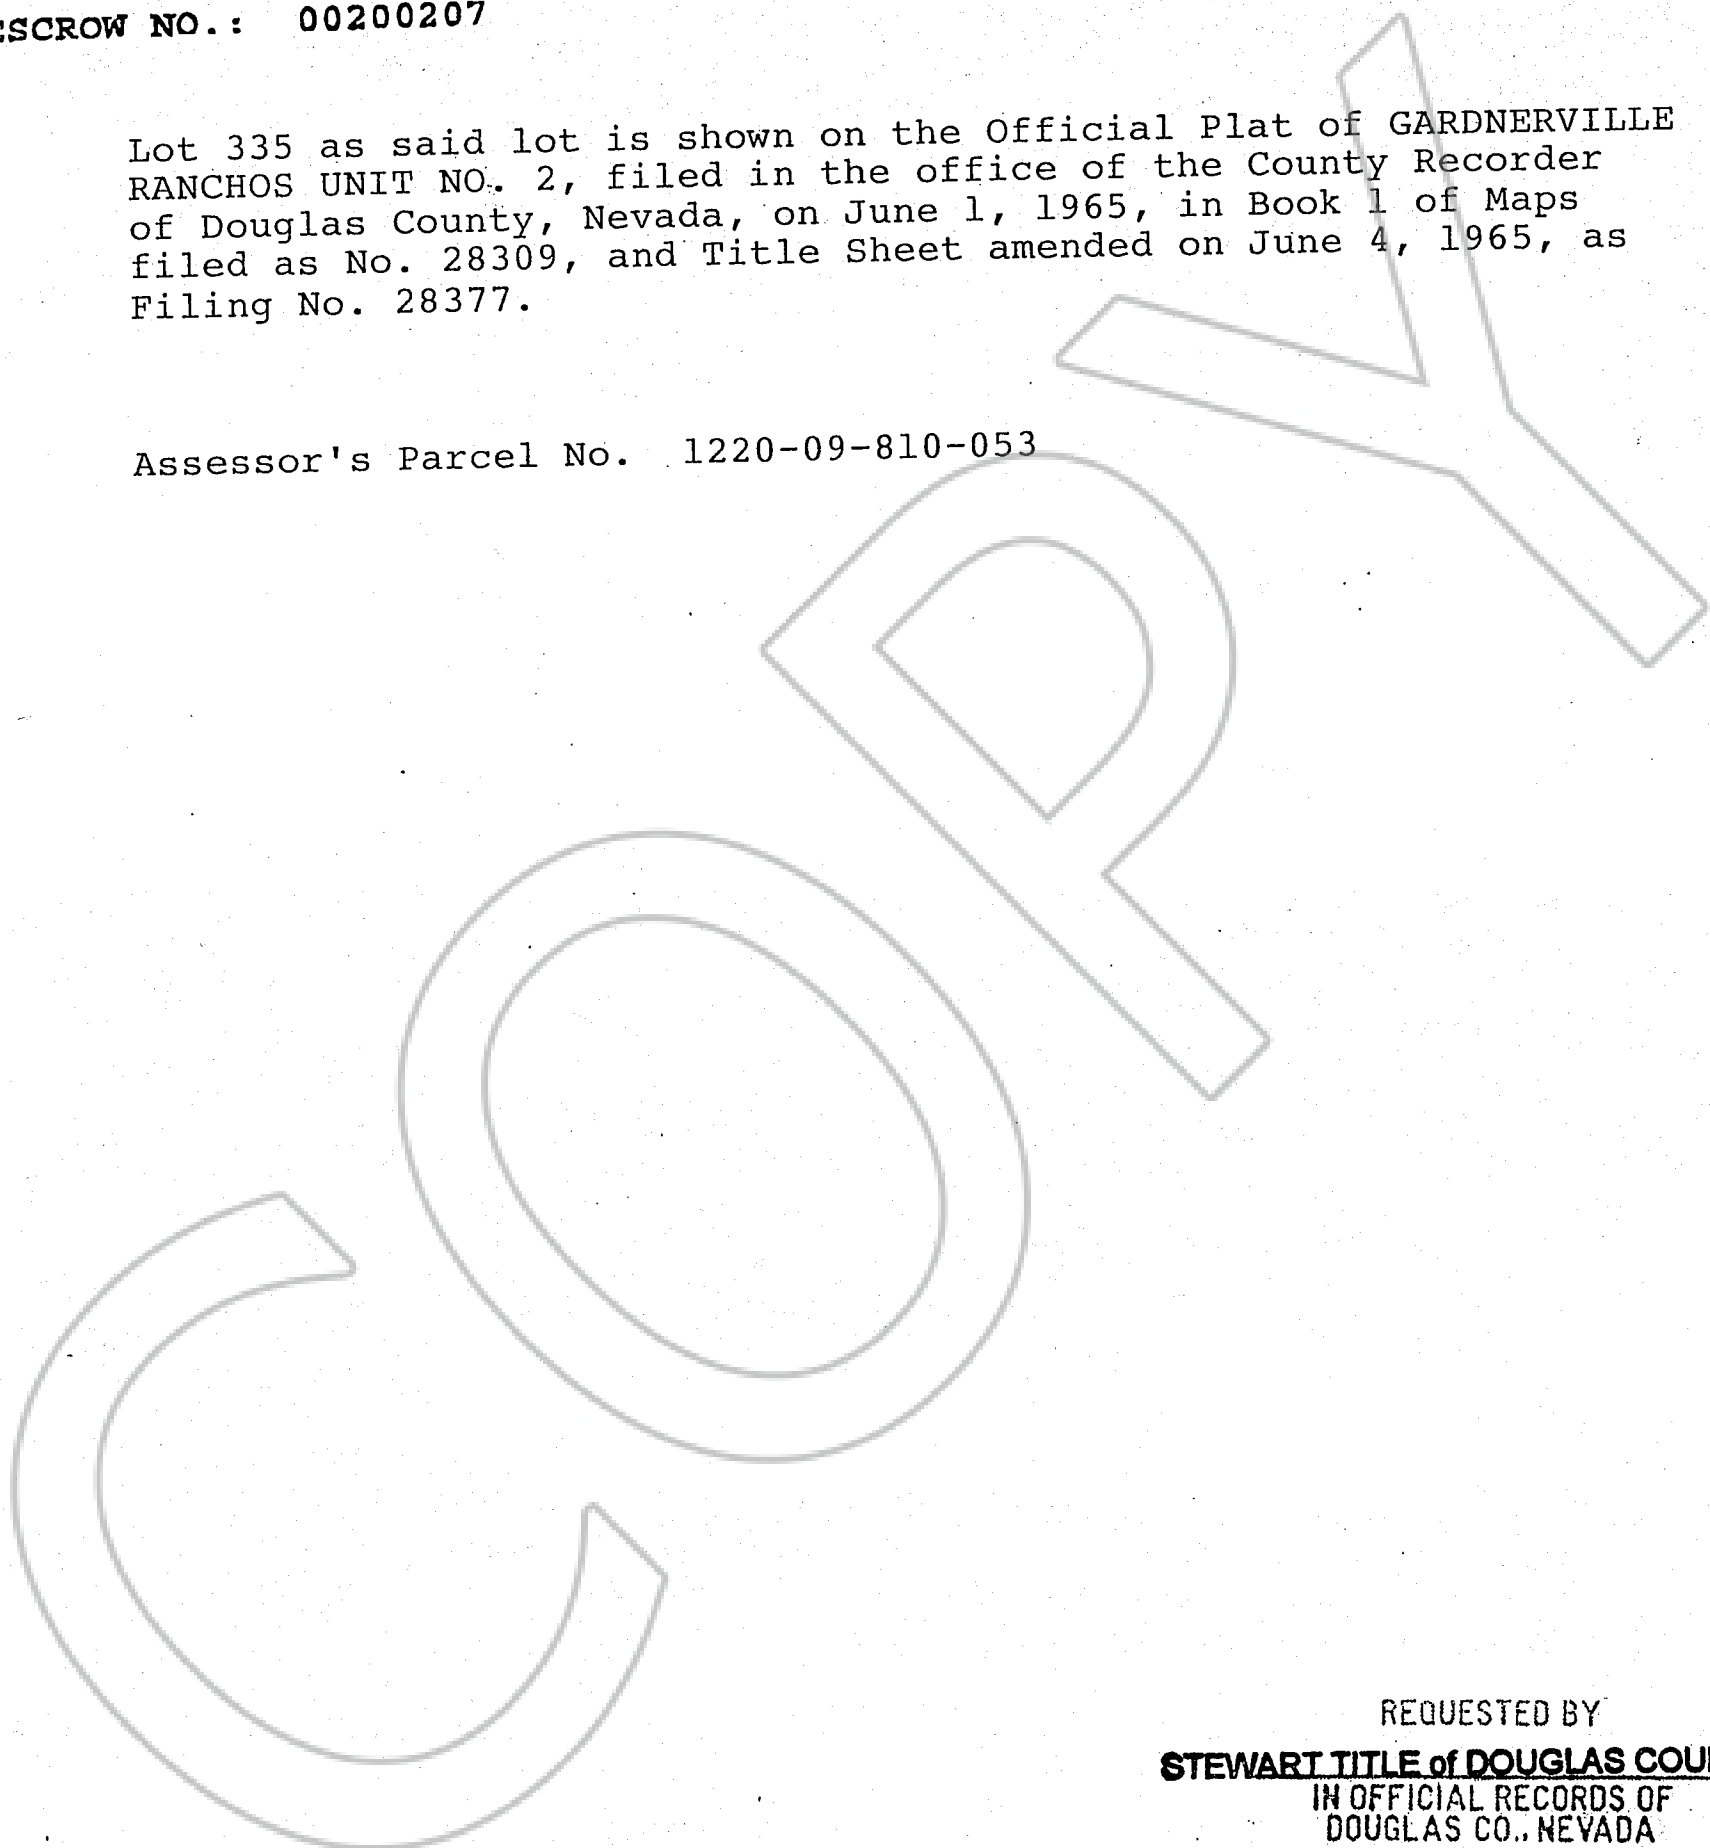 ESCROW NO.: 00200207
Lot 335 as said lot is shown on the Official Plat of GARDNERVILLE
RANCHOS UNIT NO. 2, filed in the office of the County Recorder
of Douglas County, Nevada, on June 1, 1965, in Book 1 of Maps
filed as No. 28309, and Title Sheet amended on June 4, 1965, as
Filing No. 28377.
Assessor's Parcel No. 1220-09-810-053
COPY
REQUESTED BY
STEWART TITLE of DOUGLAS COU
IN OFFICIAL RECORDS OF
DOUGLAS CO., NEVADA